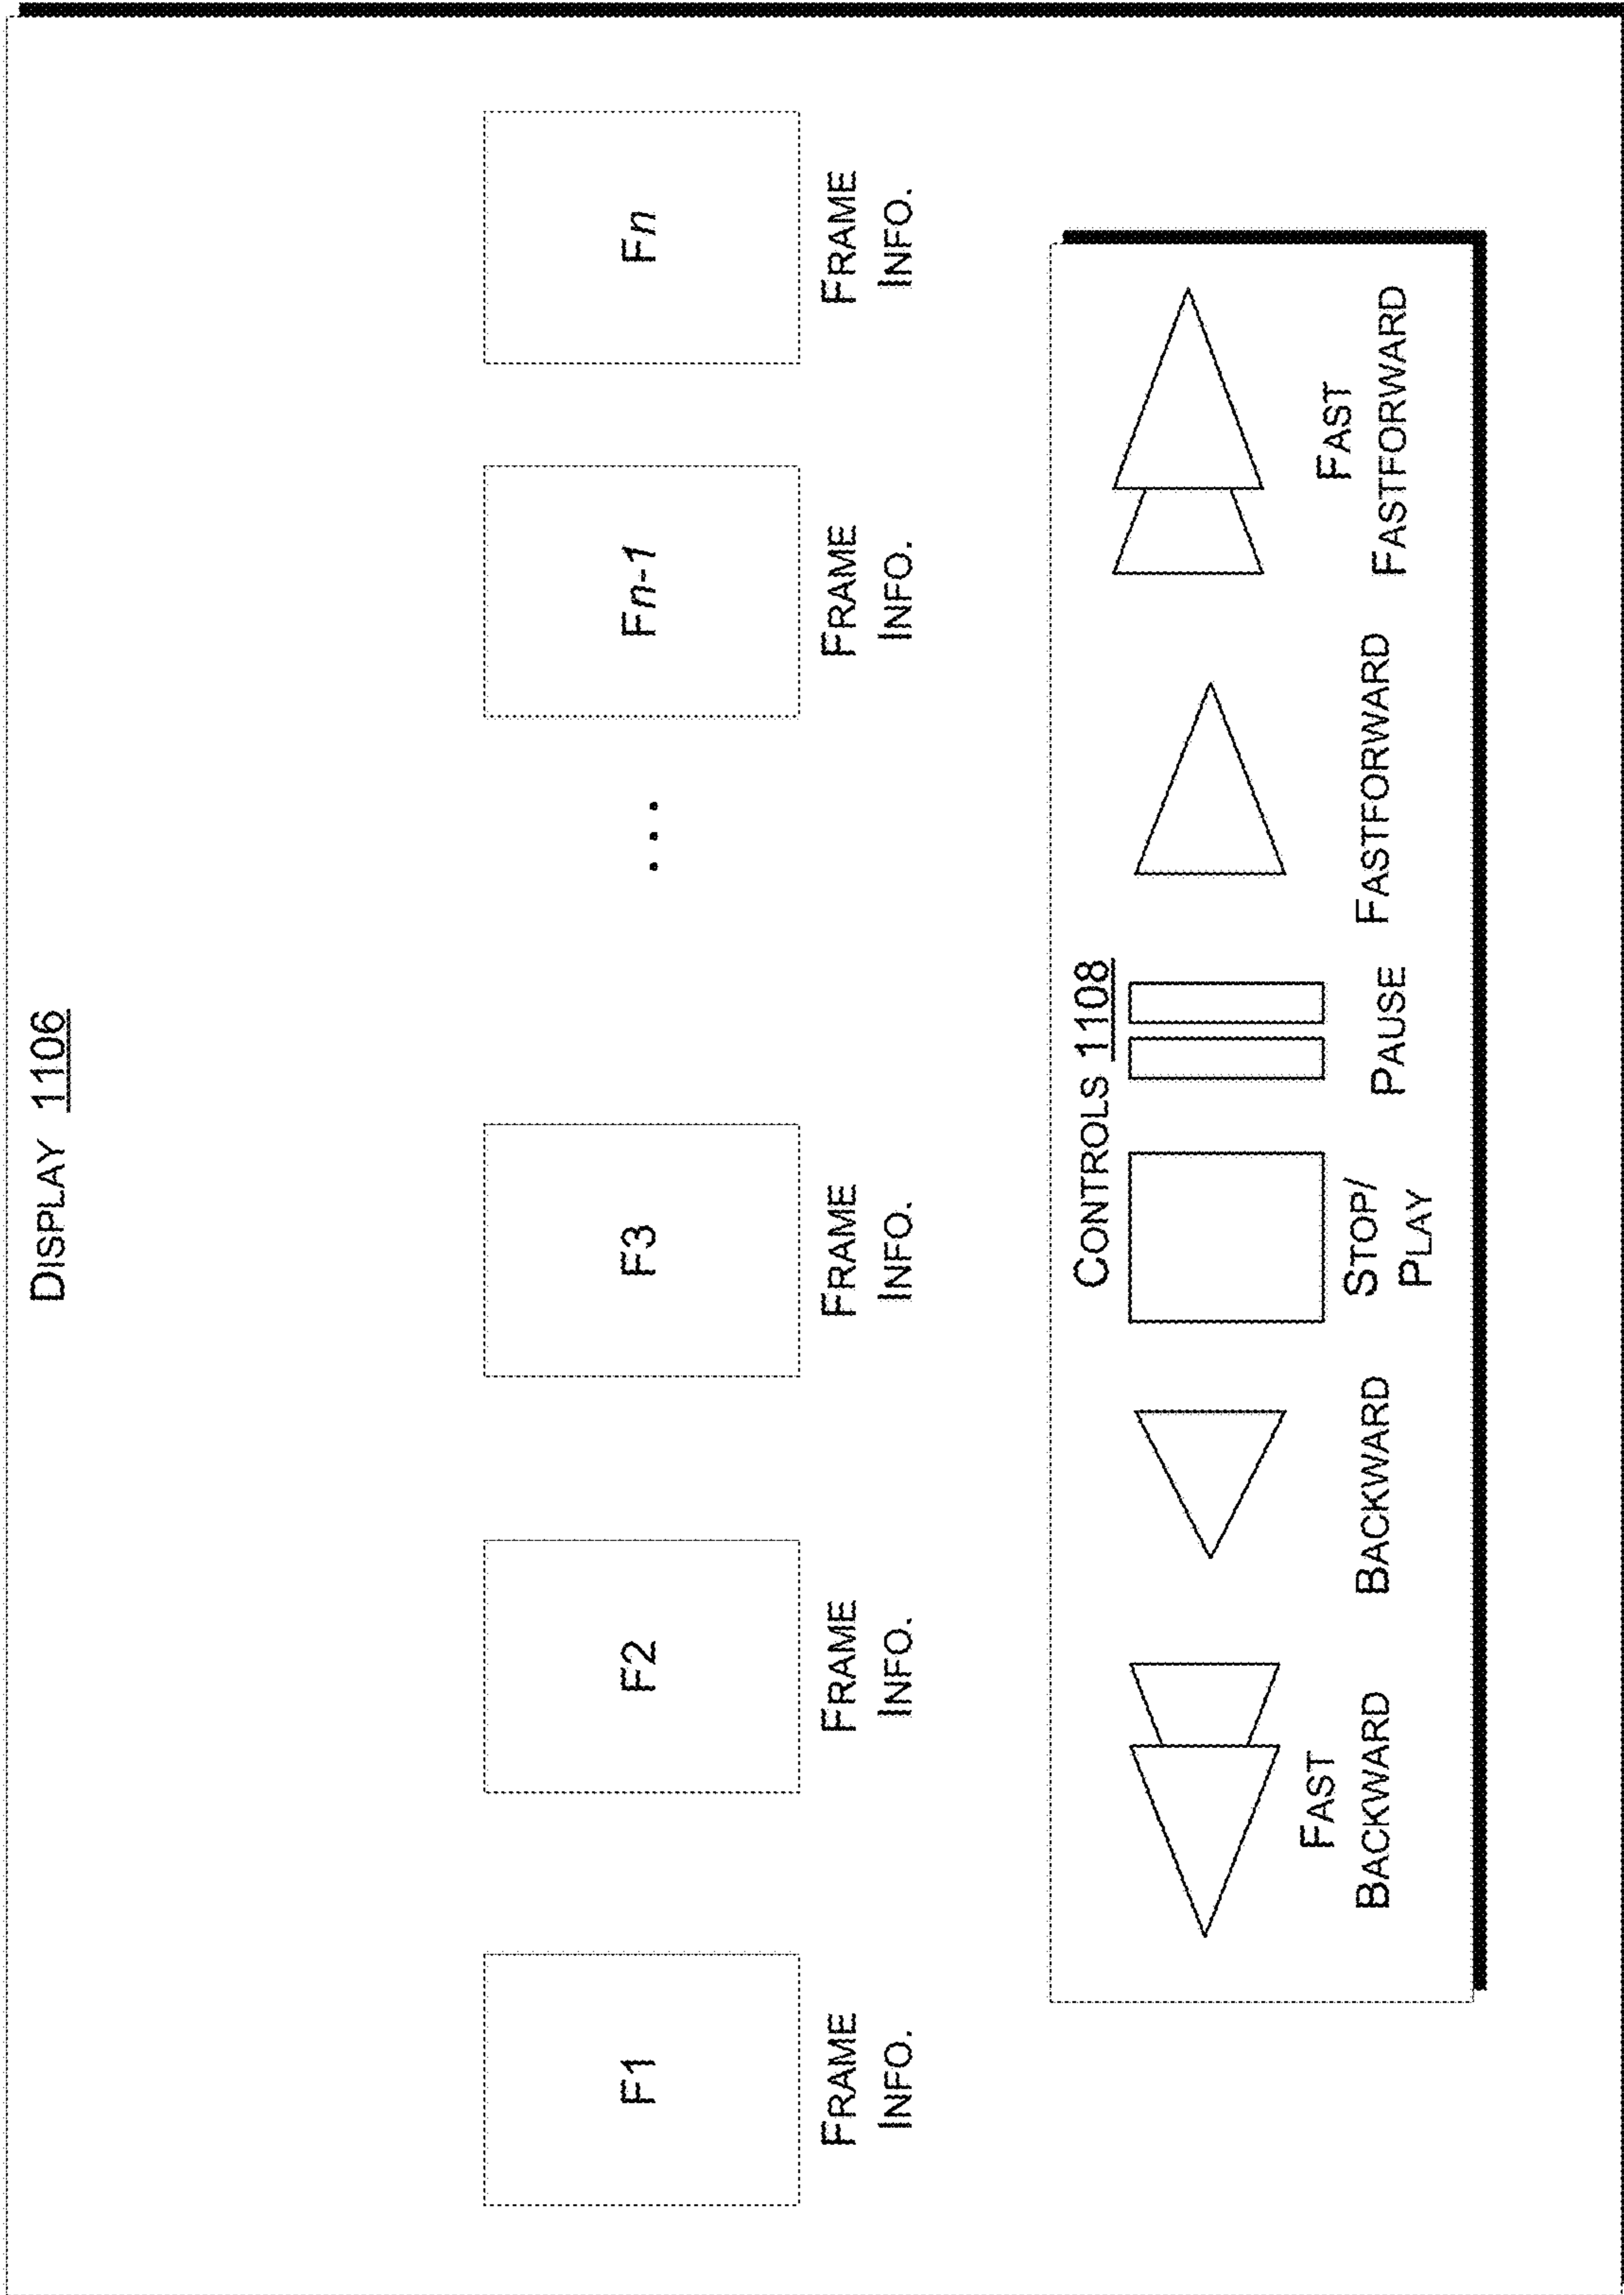 DISPLAY 1106
F1
F2
F3
...
Fn-1
Fn
FRAME
INFO.
FRAME
INFO.
FRAME
INFO.
FRAME
INFO.
FRAME
INFO.
CONTROLS 1108
FAST
BACKWARD
BACKWARD
STOP/
PLAY
PAUSE
FASTFORWARD
FAST
FASTFORWARD